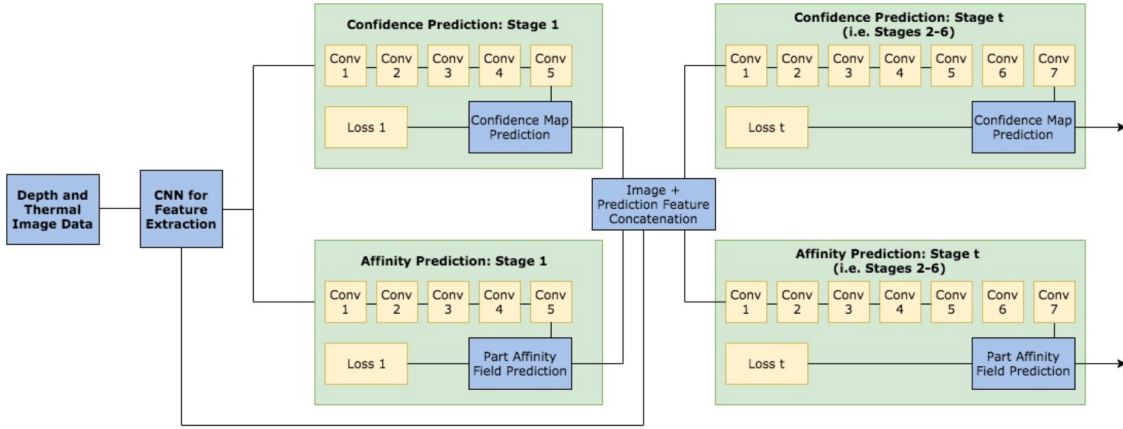 Confidence Prediction: Stage 1
Conv
1
Conv
2
Conv
3
Conv
4
Conv
5
Loss 1
Confidence Map
Prediction
Confidence Prediction: Stage t
(i.e. Stages 2-6)
Conv
1
Conv
2
Conv
3
Conv
4
Conv
5
Conv
6
Conv
7
Loss t
Confidence Map
Prediction
Depth and
Thermal
Image Data
CNN for
Feature
Extraction
Image +
Prediction Feature
Concatenation
Affinity Prediction: Stage 1
Conv
1
Conv
2
Conv
3
Conv
4
Conv
5
Loss 1
Part Affinity
Field Prediction
Affinity Prediction: Stage t
(i.e. Stages 2-6)
Conv
1
Conv
2
Conv
3
Conv
4
Conv
5
Conv
6
Conv
7
Loss t
Part Affinity
Field Prediction